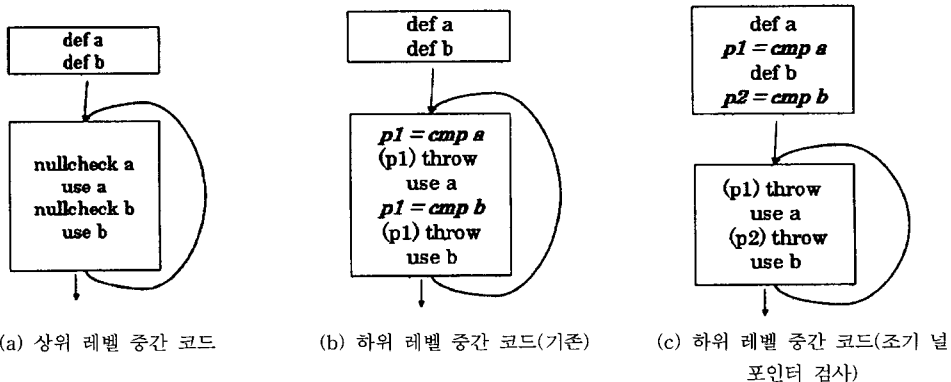 def a
def b
nullcheck a
use a
nullcheck b
use b
(a) 상위 레벨 중간 코드
def a
def b
p1 = cmp a
(p1) throw
use a
p1 = cmp b
(p1) throw
use b
(b) 하위 레벨 중간 코드(기존)
def a
p1 = cmp a
def b
p2 = cmp b
(p1) throw
use a
(p2) throw
use b
(c) 하위 레벨 중간 코드(조기 널
포인터 검사)